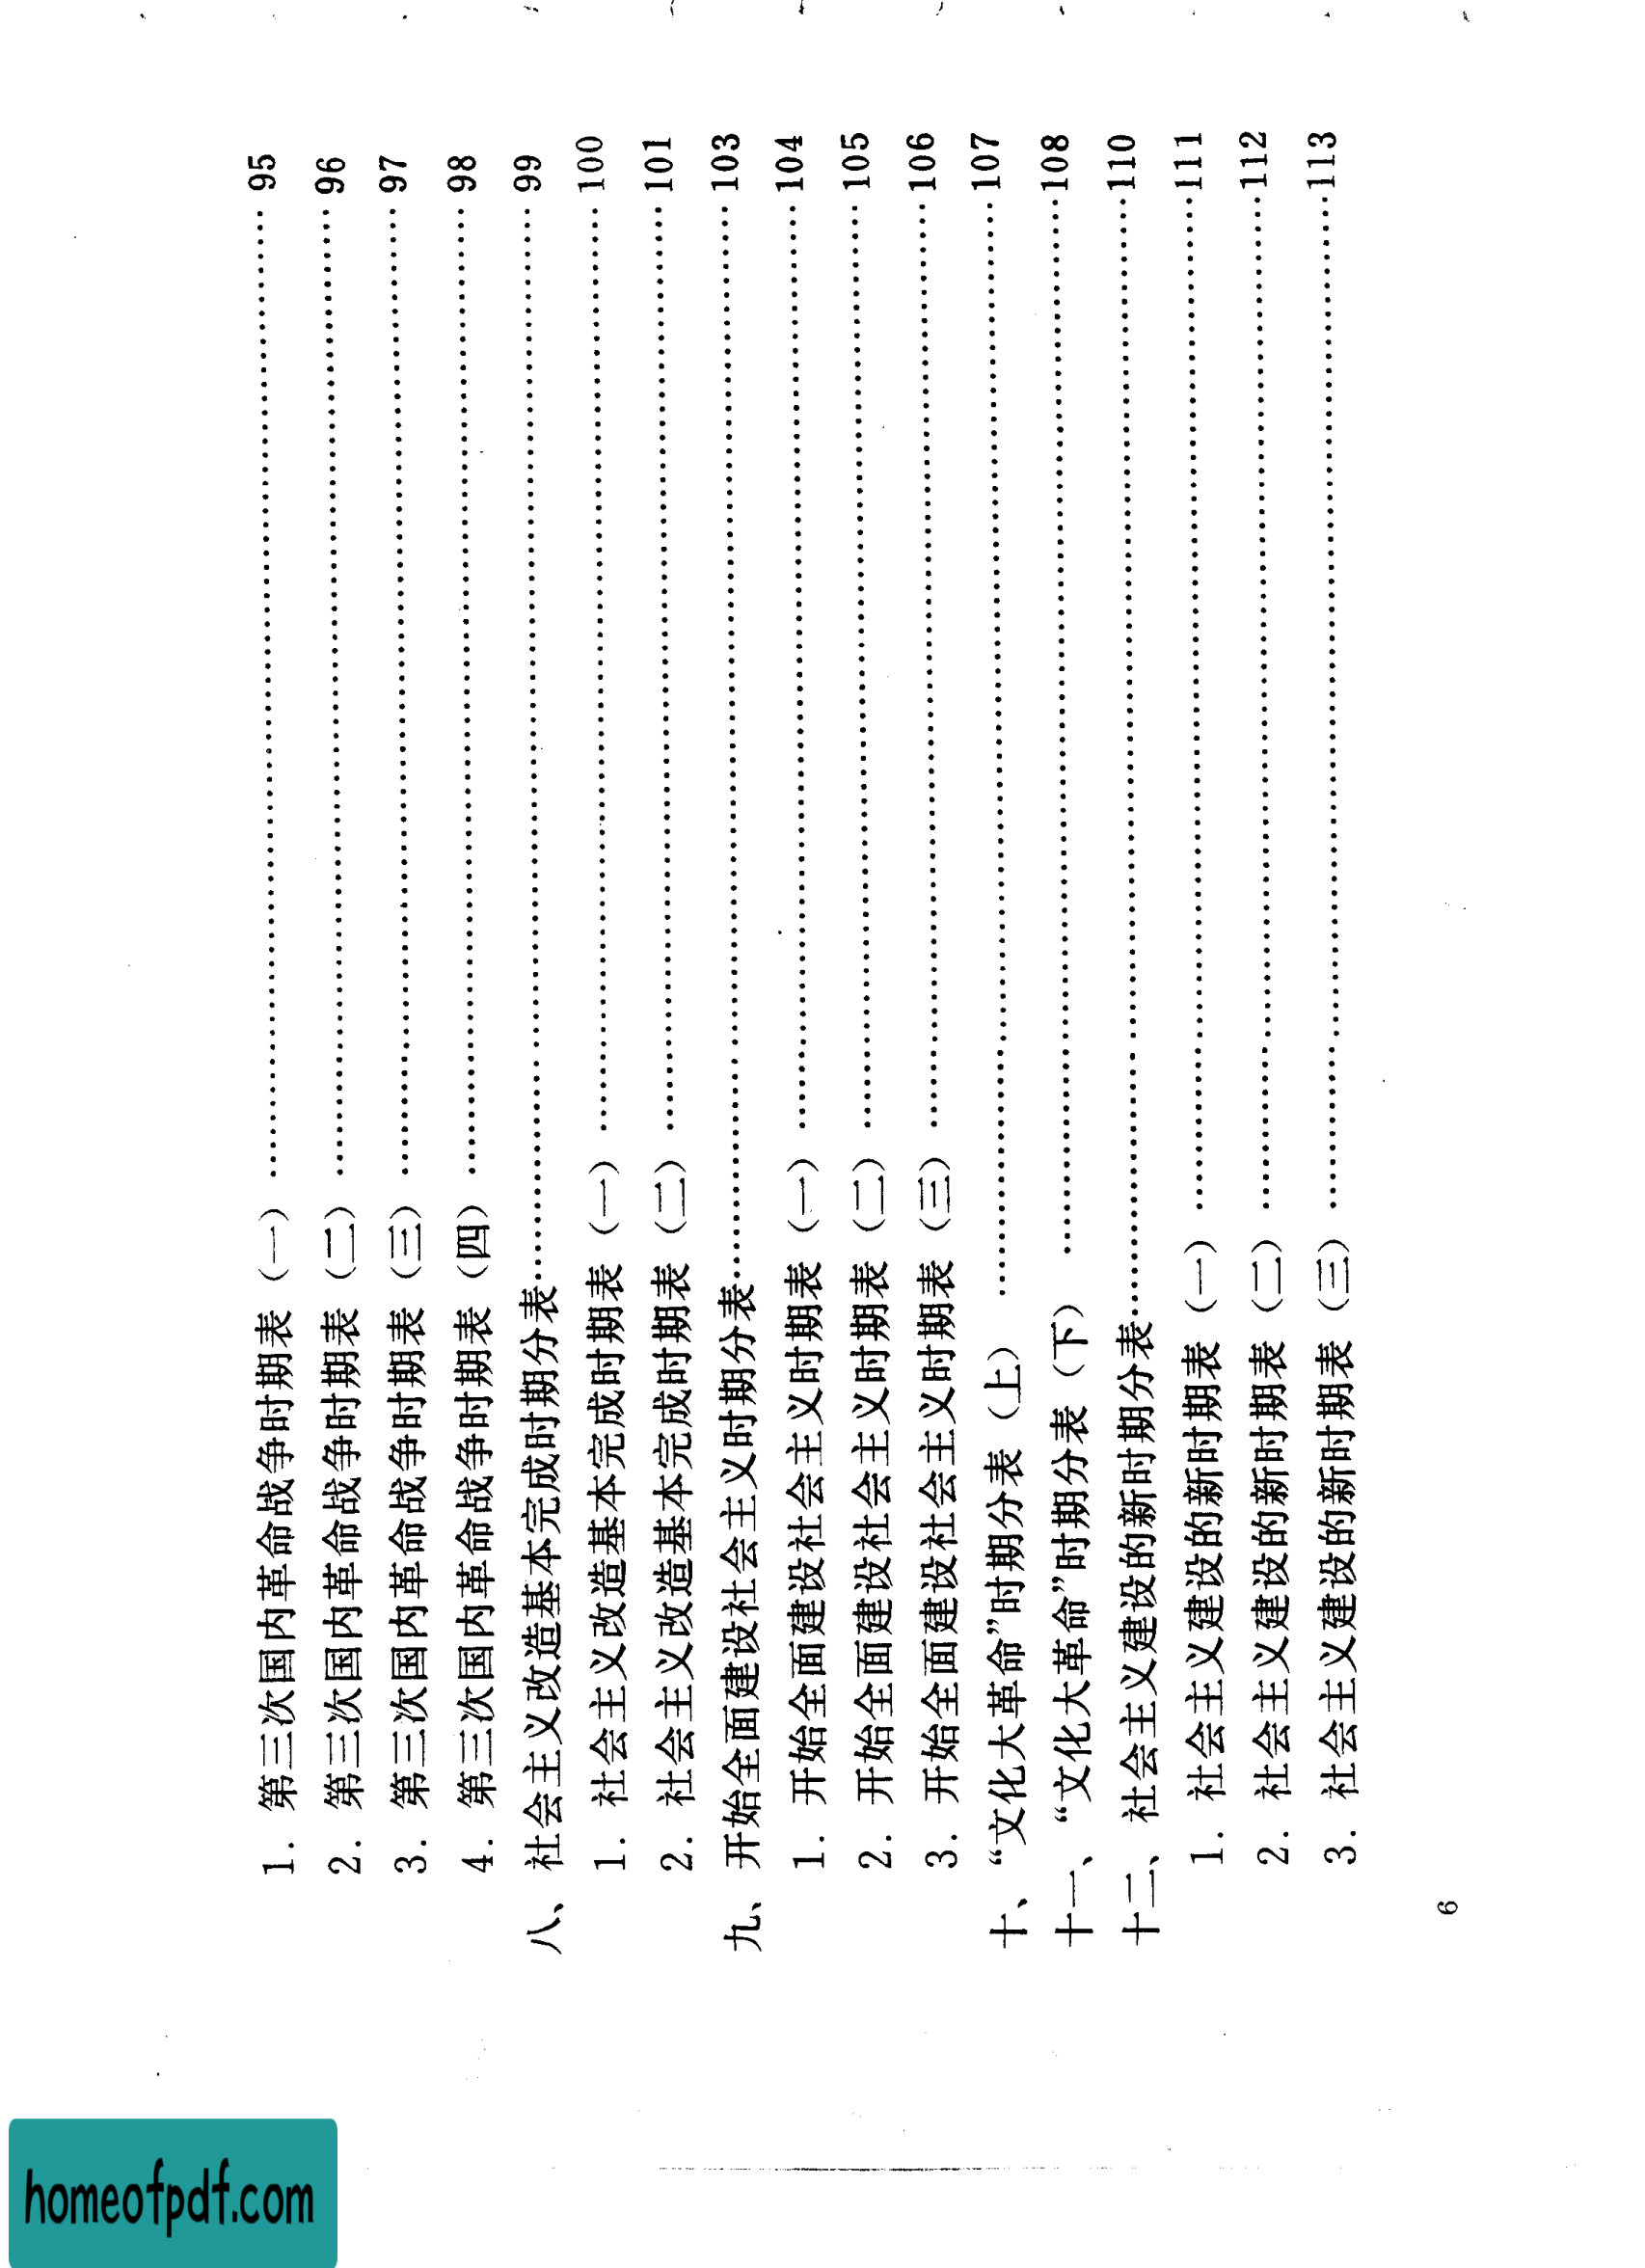 1. 第三次国内革命战争时期表（一）…………………………95
2. 第三次国内革命战争时期表（二）…………………………96
3. 第三次国内革命战争时期表（三）…………………………97
4. 第三次国内革命战争时期表（四）…………………………98
八、社会主义改造基本完成时期分表…………………………99
1. 社会主义改造基本完成时期表（一）…………………………100
2. 社会主义改造基本完成时期表（二）…………………………101
九、开始全面建设社会主义时期分表…………………………103
1. 开始全面建设社会主义时期表（一）…………………………104
2. 开始全面建设社会主义时期表（二）…………………………105
3. 开始全面建设社会主义时期表（三）…………………………106
十、“文化大革命”时期分表（上）…………………………107
十一、“文化大革命”时期分表（下）…………………………108
十二、社会主义建设的新时期分表…………………………110
1. 社会主义建设的新时期表（一）…………………………111
2. 社会主义建设的新时期表（二）…………………………112
3. 社会主义建设的新时期表（三）…………………………113
6
homeofpdf.com